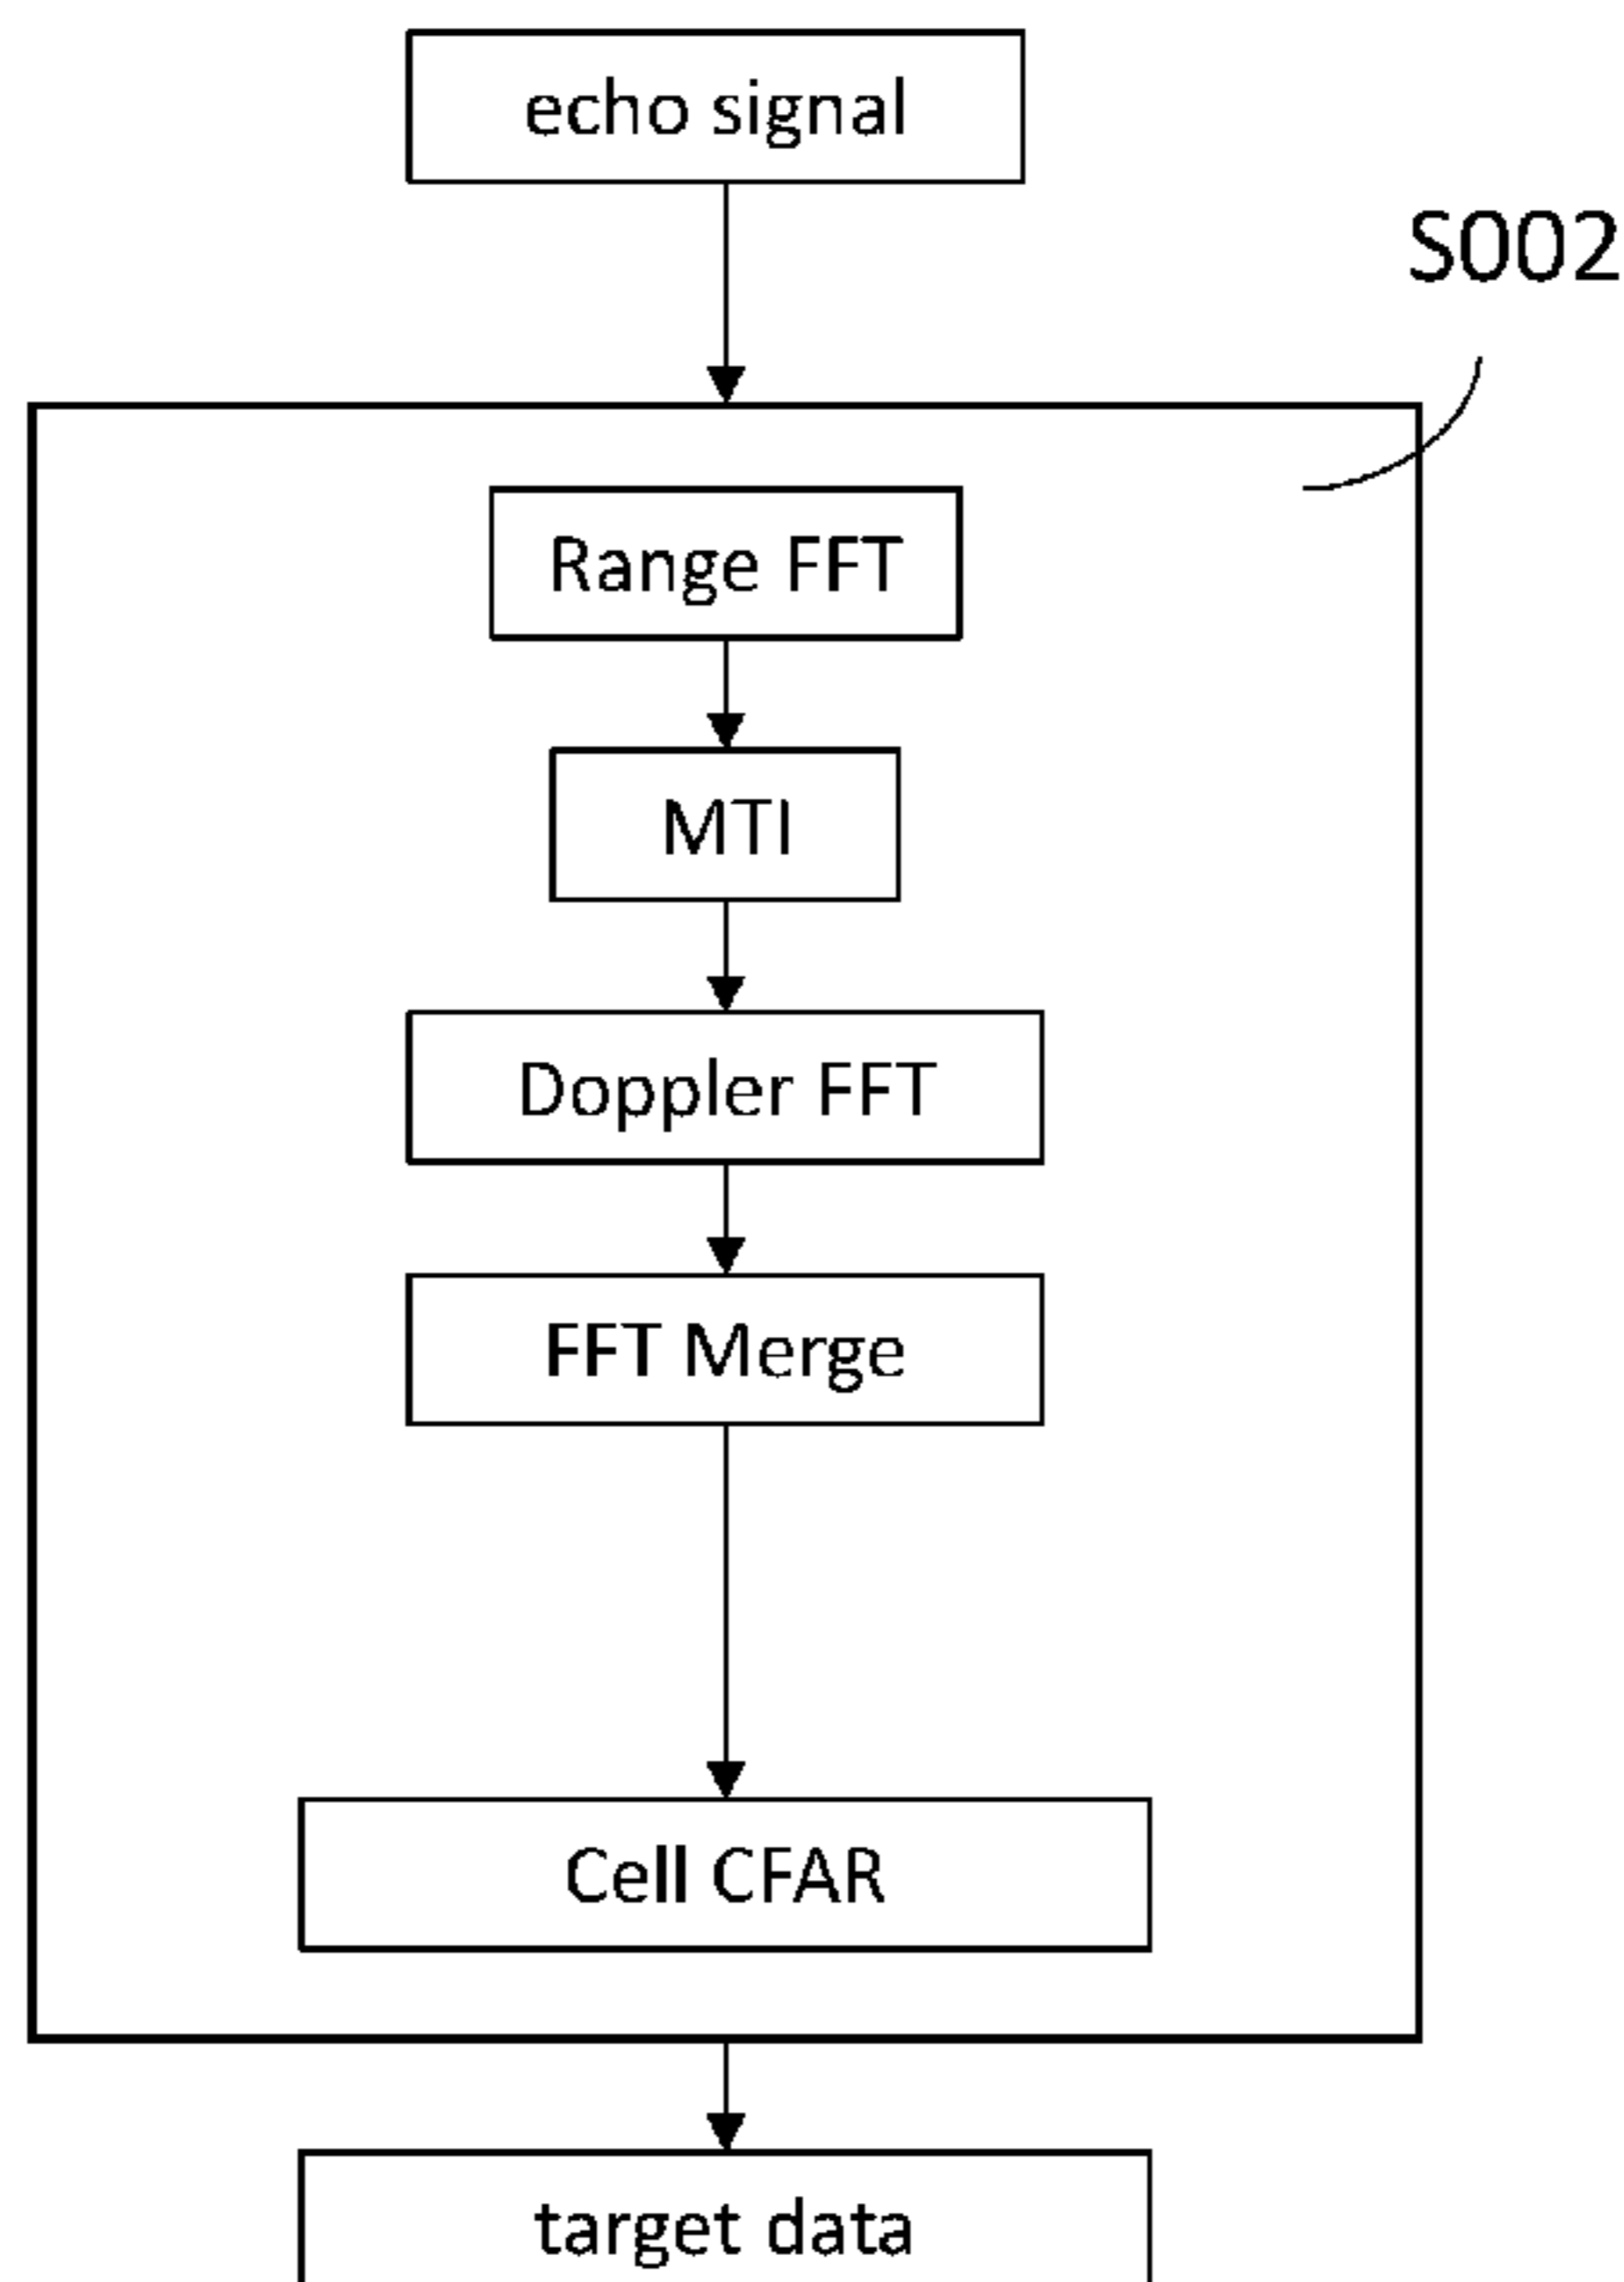 echo signal
S002
Range FFT
MTI
Doppler FFT
FFT Merge
Cell CFAR
target data